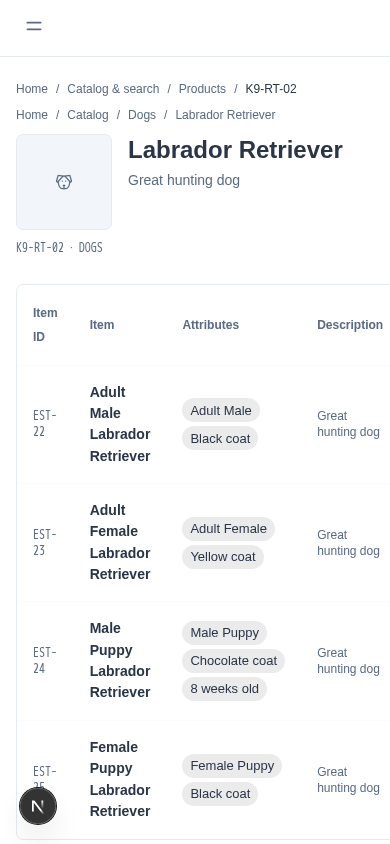 Home / Catalog & search / Products / K9-RT-02
Home / Catalog / Dogs / Labrador Retriever
Labrador Retriever
Great hunting dog
K9-RT-02 · DOGS
Item ID
Item
Attributes
Description
EST-
22
Adult
Male
Labrador
Retriever
Adult Male
Black coat
Great
hunting dog
EST-
23
Adult
Female
Labrador
Retriever
Adult Female
Yellow coat
Great
hunting dog
EST-
24
Male
Puppy
Labrador
Retriever
Male Puppy
Chocolate coat
8 weeks old
Great
hunting dog
EST-
Female
Puppy
Labrador
Retriever
Female Puppy
Black coat
Great
hunting dog
N